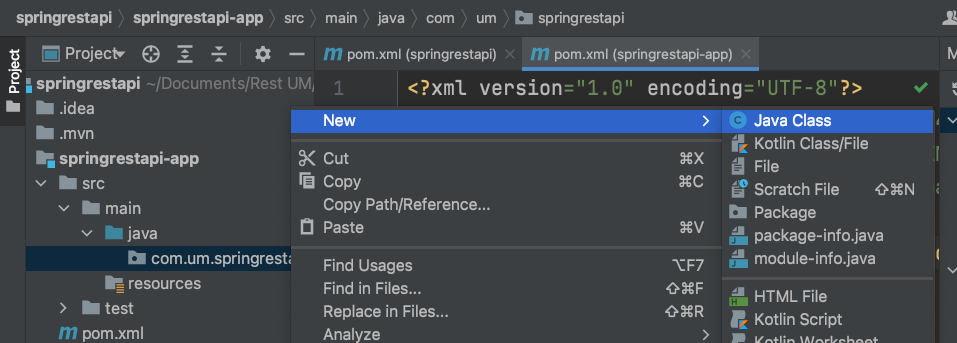 springrestapi springrestapi-app src main java com um springrestapi
Project
Project
pom.xml (springrestapi)
pom.xml (springrestapi-app)
springrestapi ~/Documents/Rest UM/
1 <?xml version="1.0" encoding="UTF-8"?>
.idea
.mvn
springrestapi-app
src
main
java
com.um.springresta
resources
test
pom.xml
New
Cut ⌘X
Copy ⌘C
Copy Path/Reference...
Paste ⌘V
Find Usages ⌥F7
Find in Files... ⇧⌘F
Replace in Files... ⇧⌘R
Analyze
Java Class
Kotlin Class/File
File
Scratch File ⇧⌘N
Package
package-info.java
module-info.java
HTML File
Kotlin Script
Kotlin Worksheet